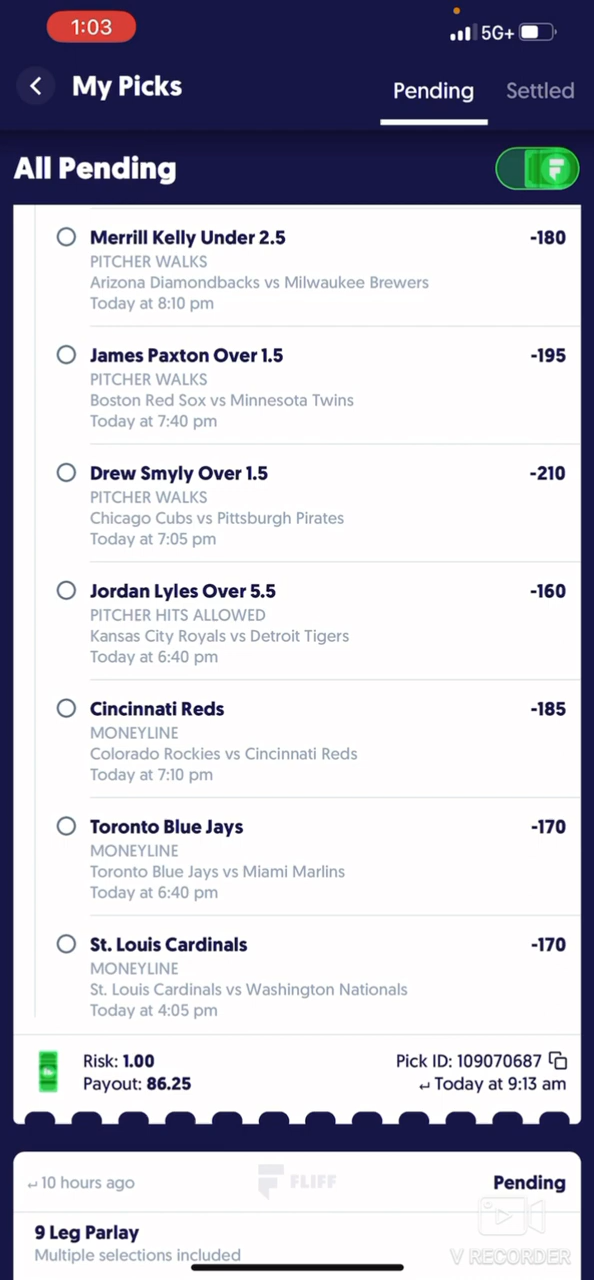 1:03
5G+
My Picks
Pending
Settled
All Pending
Merrill Kelly Under 2.5
-180
PITCHER WALKS
Arizona Diamondbacks vs Milwaukee Brewers
Today at 8:10 pm
James Paxton Over 1.5
-195
PITCHER WALKS
Boston Red Sox vs Minnesota Twins
Today at 7:40 pm
Drew Smyly Over 1.5
-210
PITCHER WALKS
Chicago Cubs vs Pittsburgh Pirates
Today at 7:05 pm
Jordan Lyles Over 5.5
-160
PITCHER HITS ALLOWED
Kansas City Royals vs Detroit Tigers
Today at 6:40 pm
Cincinnati Reds
-185
MONEYLINE
Colorado Rockies vs Cincinnati Reds
Today at 7:10 pm
Toronto Blue Jays
-170
MONEYLINE
Toronto Blue Jays vs Miami Marlins
Today at 6:40 pm
St. Louis Cardinals
-170
MONEYLINE
St. Louis Cardinals vs Washington Nationals
Today at 4:05 pm
Risk: 1.00
Pick ID: 109070687
Payout: 86.25
Today at 9:13 am
10 hours ago
FLIFF
Pending
9 Leg Parlay
Multiple selections included
V RECORDER